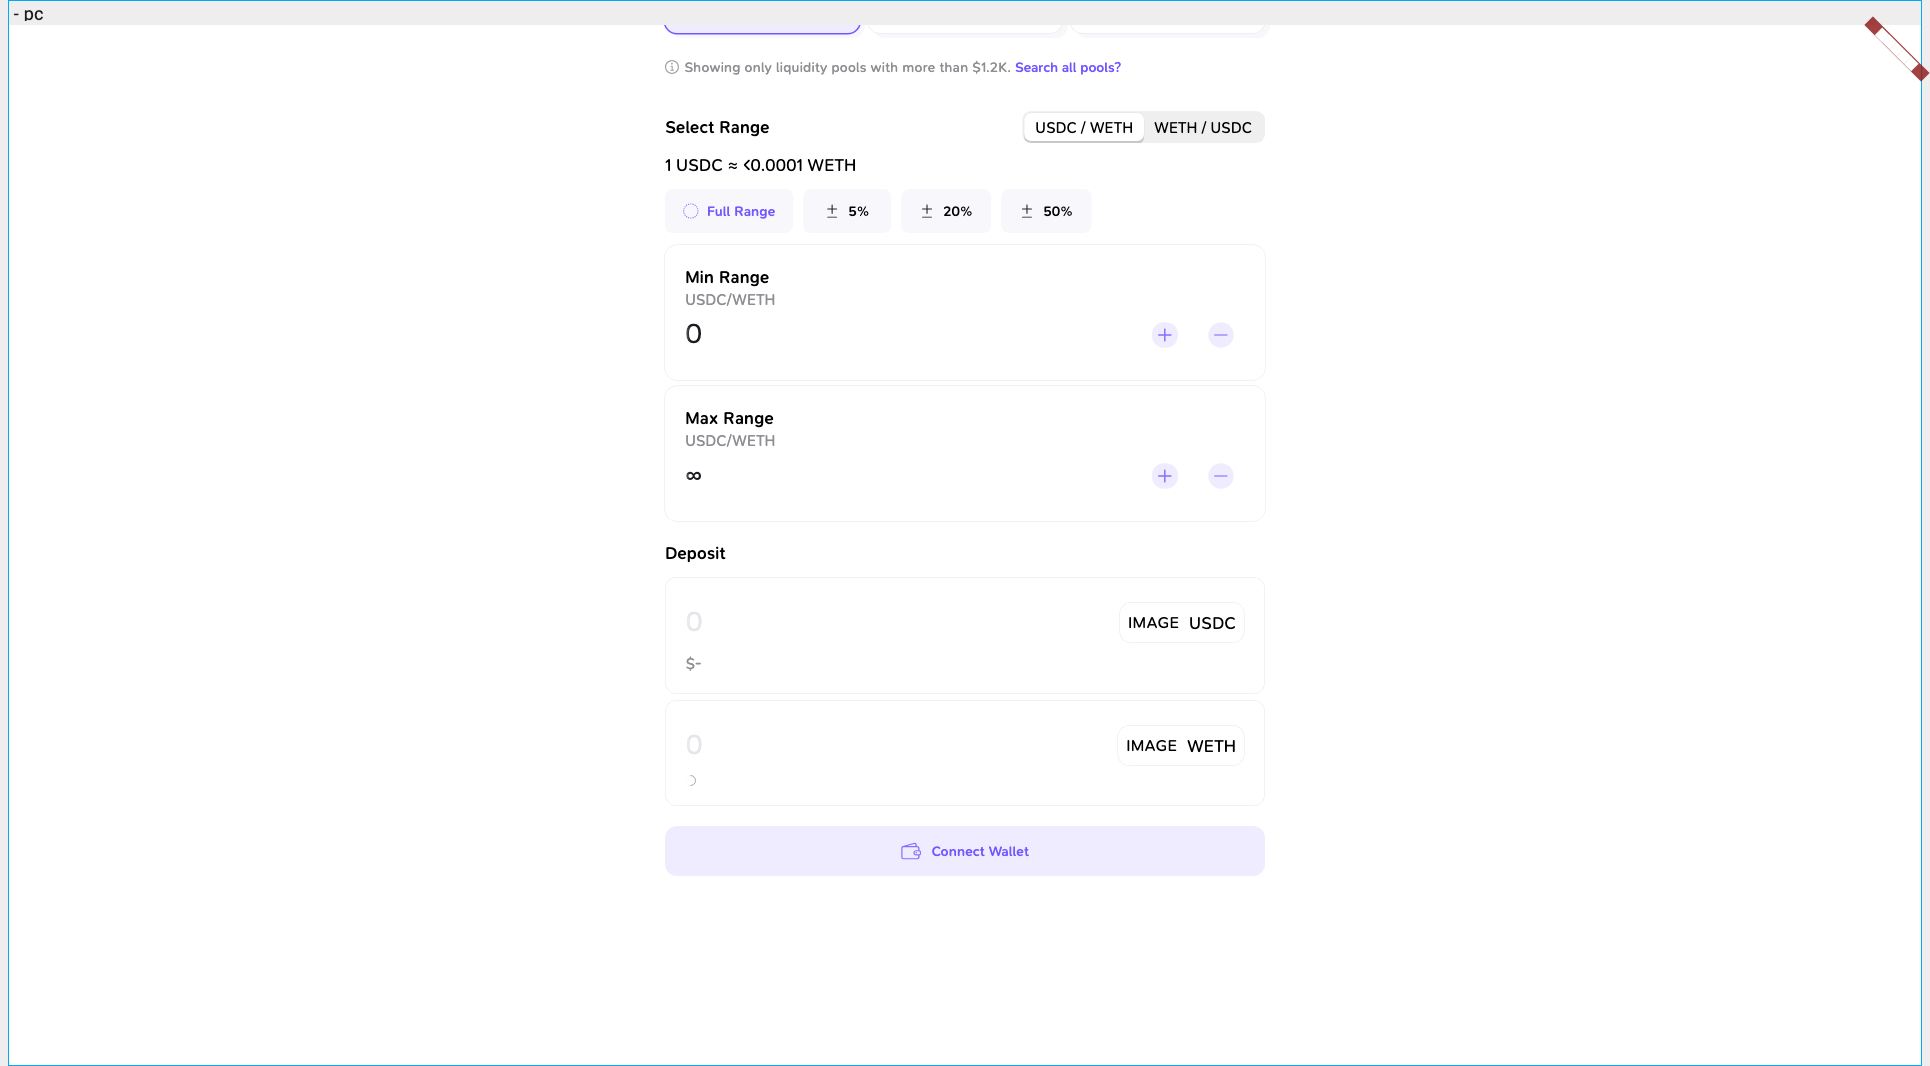 - pc
Showing only liquidity pools with more than $1.2K. Search all pools?
Select Range
USDC / WETH
WETH / USDC
1 USDC ≈ <0.0001 WETH
Full Range
± 5%
± 20%
± 50%
Min Range
USDC/WETH
0
Max Range
USDC/WETH
∞
Deposit
0
IMAGE USDC
$-
0
IMAGE WETH
Connect Wallet